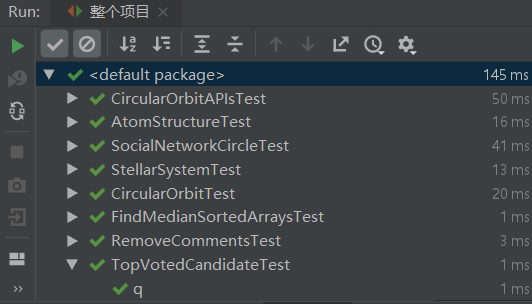 Run: 整个项目
<default package> 145 ms
CircularOrbitAPIsTest 50 ms
AtomStructureTest 16 ms
SocialNetworkCircleTest 41 ms
StellarSystemTest 13 ms
CircularOrbitTest 20 ms
FindMedianSortedArraysTest 1 ms
RemoveCommentsTest 3 ms
TopVotedCandidateTest 1 ms
q 1 ms